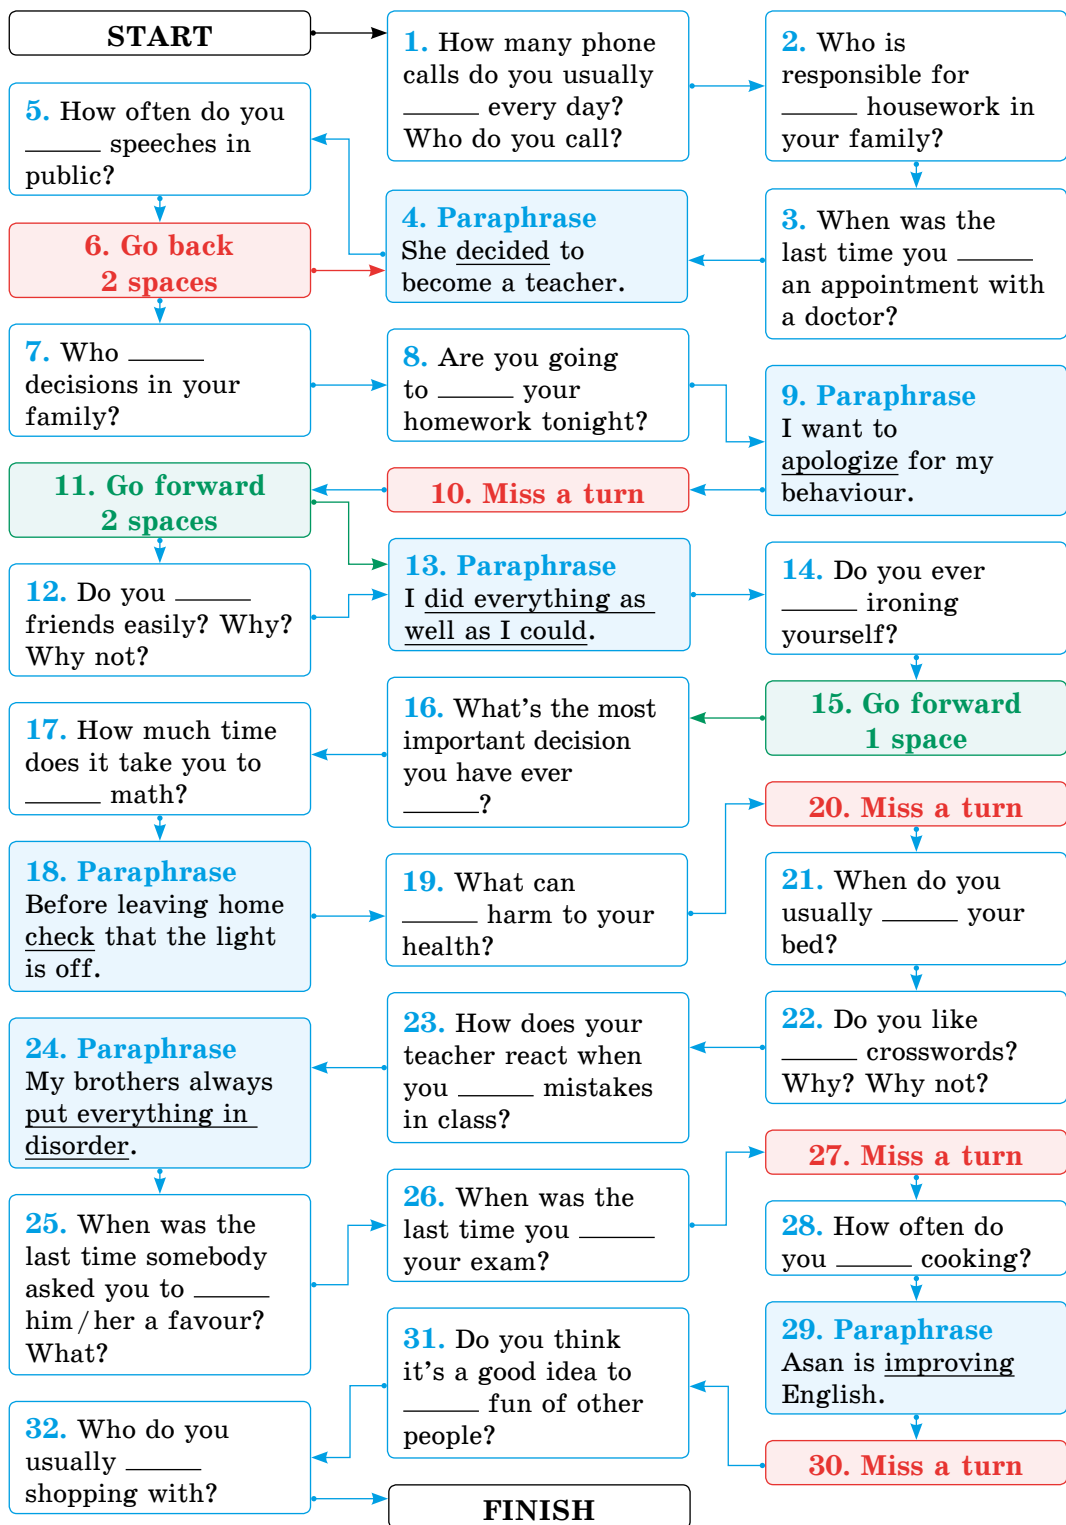 START
1. How many phone
calls do you usually
______ every day?
Who do you call?
2. Who is
responsible for
______ housework in
your family?
3. When was the
last time you ______
an appointment with
a doctor?
4. Paraphrase
She decided to
become a teacher.
5. How often do you
______ speeches in
public?
6. Go back
2 spaces
7. Who ______
decisions in your
family?
8. Are you going
to ______ your
homework tonight?
9. Paraphrase
I want to
apologize for my
behaviour.
10. Miss a turn
11. Go forward
2 spaces
12. Do you ______
friends easily? Why?
Why not?
13. Paraphrase
I did everything as
well as I could.
14. Do you ever
______ ironing
yourself?
15. Go forward
1 space
16. What's the most
important decision
you have ever
______?
17. How much time
does it take you to
______ math?
18. Paraphrase
Before leaving home
check that the light
is off.
19. What can
______ harm to your
health?
20. Miss a turn
21. When do you
usually ______ your
bed?
22. Do you like
______ crosswords?
Why? Why not?
23. How does your
teacher react when
you ______ mistakes
in class?
24. Paraphrase
My brothers always
put everything in
disorder.
25. When was the
last time somebody
asked you to ______
him / her a favour?
What?
26. When was the
last time you ______
your exam?
27. Miss a turn
28. How often do
you ______ cooking?
29. Paraphrase
Asan is improving
English.
30. Miss a turn
31. Do you think
it's a good idea to
______ fun of other
people?
32. Who do you
usually ______
shopping with?
FINISH